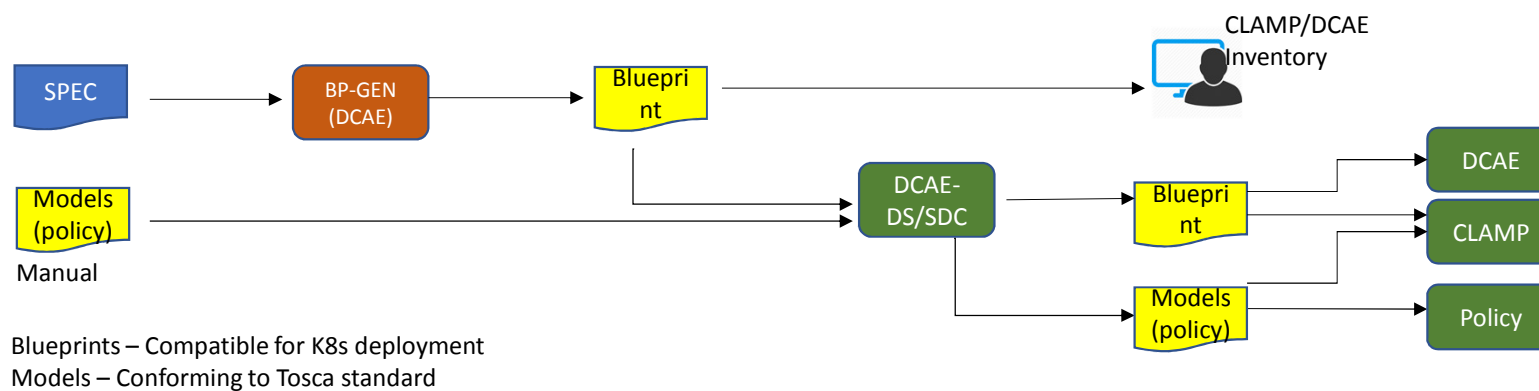 CLAMP/DCAE
Inventory
SPEC
BP-GEN
(DCAE)
Bluepri
nt
DCAE
Models
(policy)
DCAE-
DS/SDC
Bluepri
nt
CLAMP
Manual
Models
(policy)
Policy
Blueprints – Compatible for K8s deployment
Models – Conforming to Tosca standard